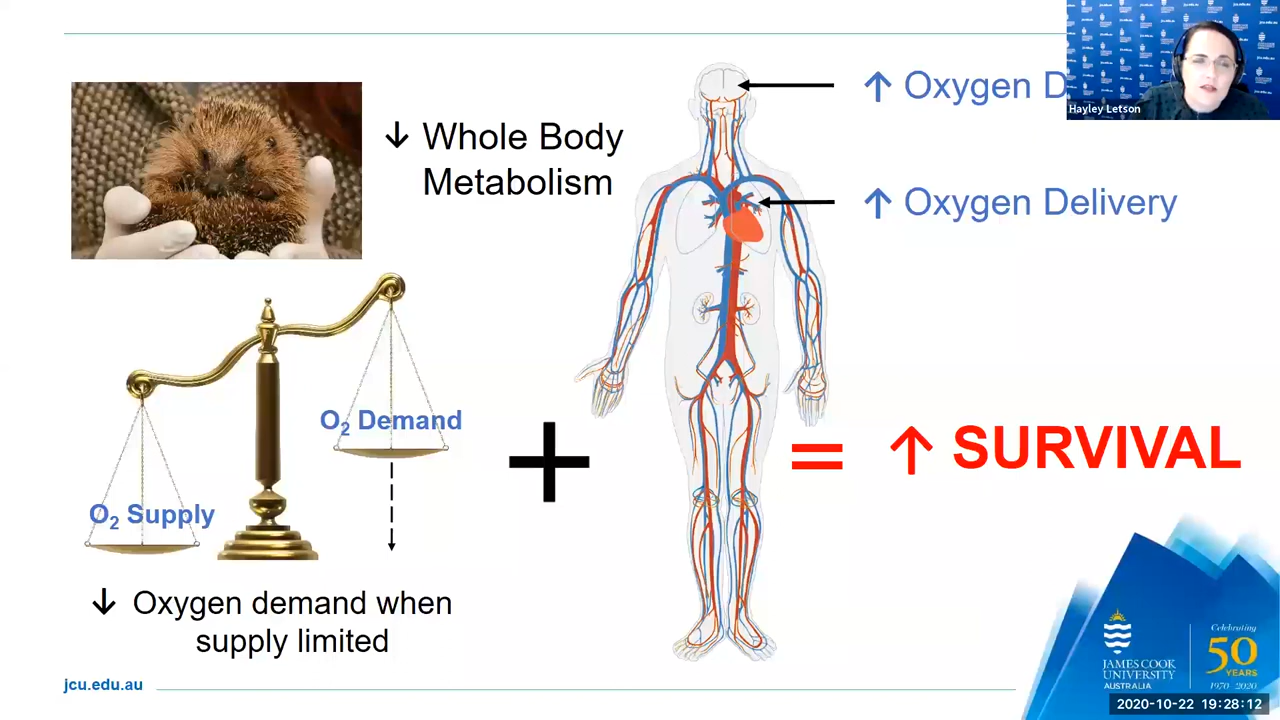 ↑ Oxygen D
Hayley Letson
↓ Whole Body
Metabolism
↑ Oxygen Delivery
O2 Demand
O2 Supply
+
= ↑ SURVIVAL
↓ Oxygen demand when
supply limited
jcu.edu.au
JAMES COOK
UNIVERSITY
AUSTRALIA
Celebrating
50
YEARS
1970-2020
2020-10-22 19:28:12